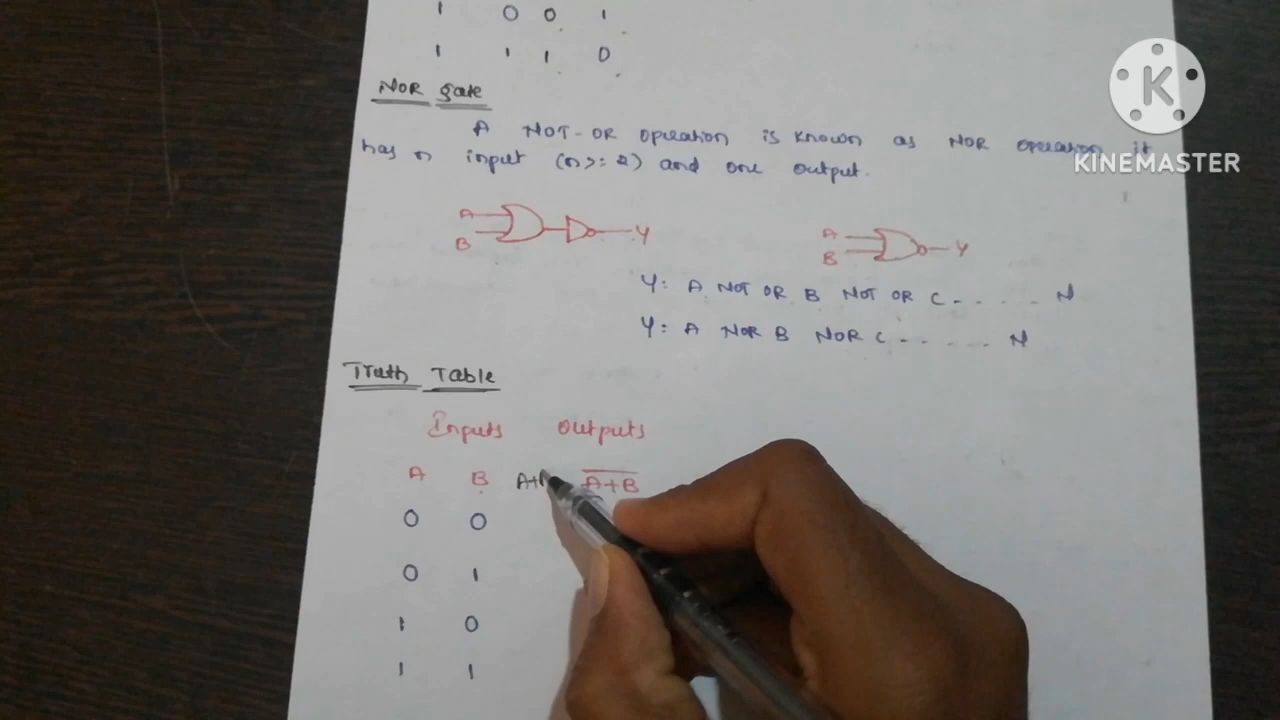 1 0 0 1
1 1 1 0
NOR gate
A NOT-OR operation is known as NOR operation it
has n input (n>=2) and one output.
A
B
Y
A
B
Y
Y: A NOT OR B NOT OR C - . . . . N
Y: A NOR B NOR C - - . . . . . N
Truth Table
Inputs Outputs
A B A+ A+B
0 0
0 1
1 0
1 1
K
KINEMASTER